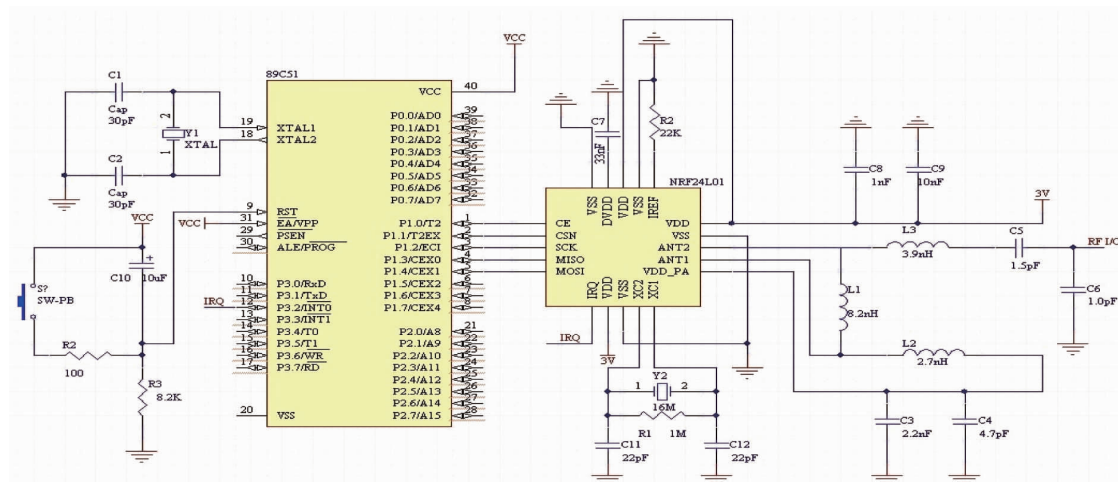 VCC
C1
Cap
30pF
2
Y1
1
XTAL
C2
Cap
30pF
VCC
C10
10uF
+
S?
SW-PB
R2
100
R3
8.2K
VCC
IRQ
89C51
VCC 40
19 XTAL1
18 XTAL2
9 RST
31 EA/VPP
29 PSEN
30 ALE/PROG
10 P3.0/RxD
11 P3.1/TxD
12 P3.2/INT0
13 P3.3/INT1
14 P3.4/T0
15 P3.5/T1
16 P3.6/WR
17 P3.7/RD
20 VSS
P0.0/AD0 39
P0.1/AD1 38
P0.2/AD2 37
P0.3/AD3 36
P0.4/AD4 35
P0.5/AD5 34
P0.6/AD6 33
P0.7/AD7 32
P1.0/T2 1
P1.1/T2EX 2
P1.2/ECI 3
P1.3/CEX0 4
P1.4/CEX1 5
P1.5/CEX2 6
P1.6/CEX3 7
P1.7/CEX4 8
P2.0/A8 21
P2.1/A9 22
P2.2/A10 23
P2.3/A11 24
P2.4/A12 25
P2.5/A13 26
P2.6/A14 27
P2.7/A15 28
C7
33nF
R2
22K
NRF24L01
VSS
DVDD
VDD
VSS
IREF
CE
CSN
SCK
MISO
MOSI
VDD
VSS
ANT2
ANT1
VDD_PA
IRQ
VDD
VSS
XC2
XC1
IRQ
3V
Y2
1
2
16M
R1
1M
C11
22pF
C12
22pF
C8
1nF
C9
10nF
3V
L3
3.9nH
C5
1.5pF
RF I/O
C6
1.0pF
L1
8.2nH
L2
2.7nH
C3
2.2nF
C4
4.7pF